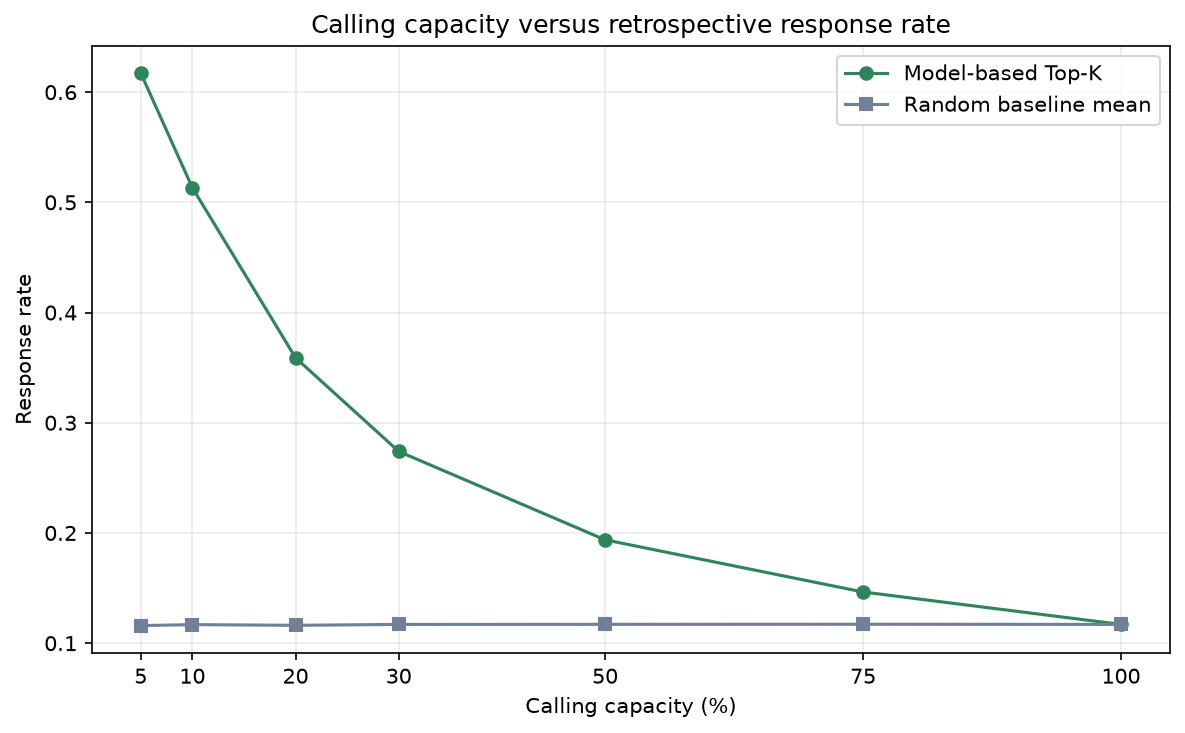 Calling capacity versus retrospective response rate
Model-based Top-K
Random baseline mean
Response rate
0.6
0.5
0.4
0.3
0.2
0.1
5 10 20 30 50 75 100
Calling capacity (%)